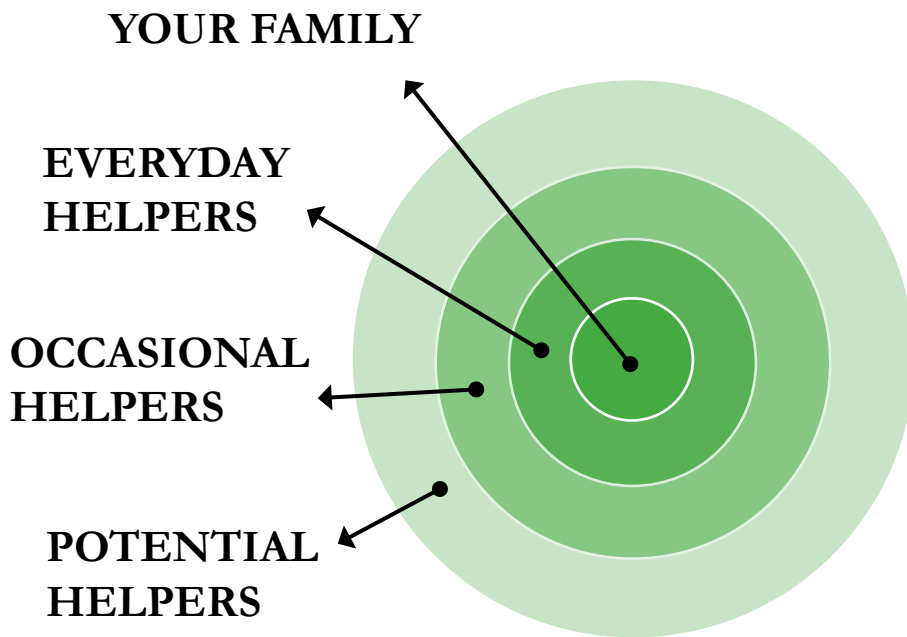 YOUR FAMILY
EVERYDAY
HELPERS
OCCASIONAL
HELPERS
POTENTIAL
HELPERS